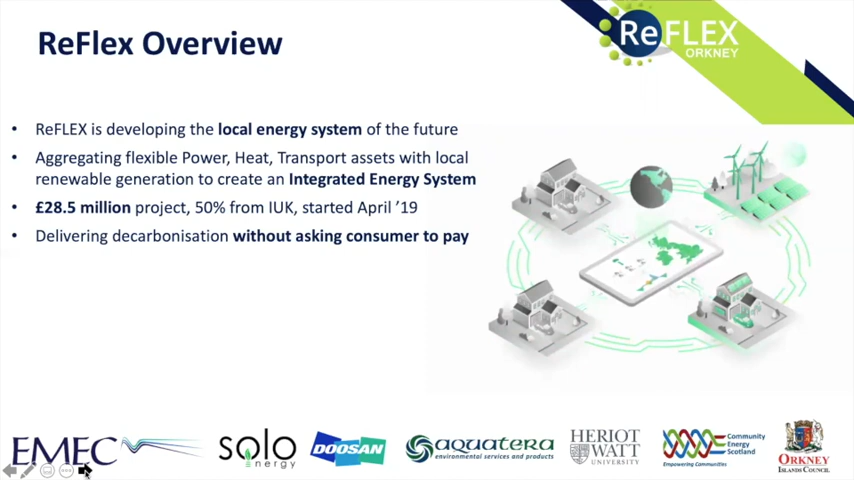 ReFlex Overview
ReFLEX
ORKNEY
• ReFLEX is developing the local energy system of the future
• Aggregating flexible Power, Heat, Transport assets with local
renewable generation to create an Integrated Energy System
• £28.5 million project, 50% from IUK, started April ’19
• Delivering decarbonisation without asking consumer to pay
EMEC
solo
energy
DOOSAN
aquatera
environmental services and products
HERIOT
WATT
UNIVERSITY
Community
Energy
Scotland
Empowering Communities
ORKNEY
ISLANDS COUNCIL